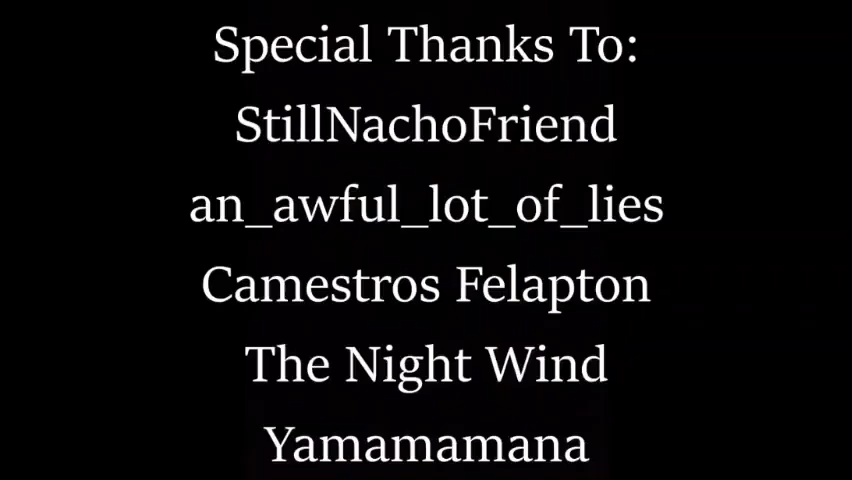 Special Thanks To:
StillNachoFriend
an_awful_lot_of_lies
Camestros Felapton
The Night Wind
Yamamamana